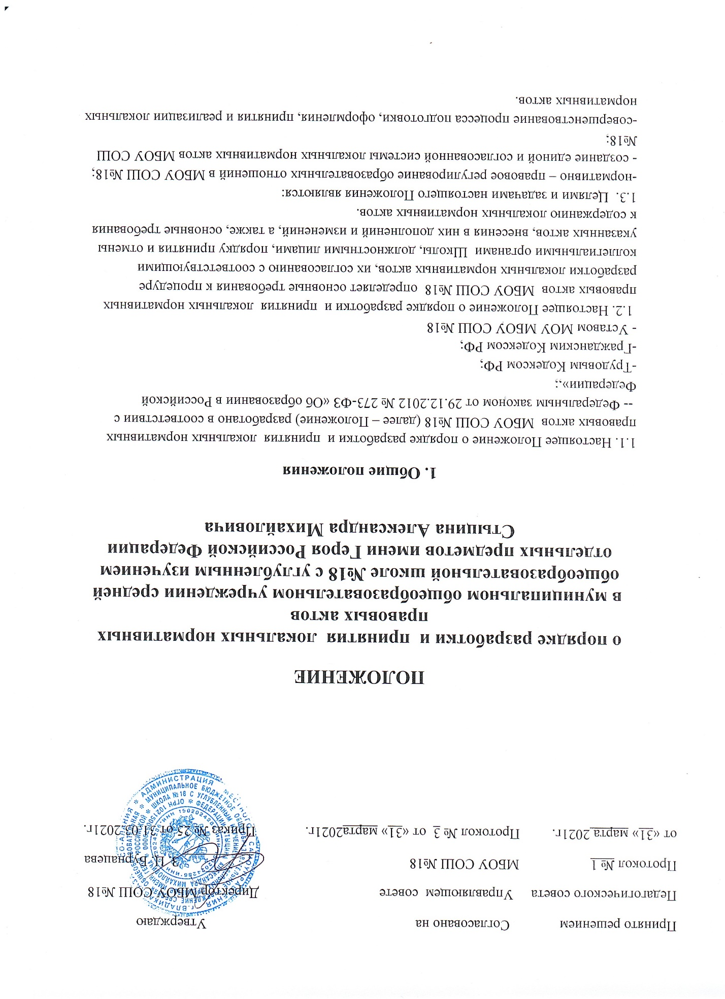 Принято решением Согласовано на Утверждаю
Педагогического совета Управляющем совете Директор МБОУ СОШ №18
Протокол № 1 МБОУ СОШ №18 З. Ц. Бурнацева
от «31» марта 2021г. Протокол № 3 от «31» марта2021г. Приказ № 25 от 31.03.2021г.
ПОЛОЖЕНИЕ
о порядке разработки и принятия локальных нормативных
правовых актов
в муниципальном общеобразовательном учреждении средней
общеобразовательной школе №18 с углубленным изучением
отдельных предметов имени Героя Российской Федерации
Стыцина Александра Михайловича
1. Общие положения
1.1. Настоящее Положение о порядке разработки и принятия локальных нормативных
правовых актов МБОУ СОШ №18 (далее – Положение) разработано в соответствии с
-- Федеральным законом от 29.12.2012 № 273-ФЗ «Об образовании в Российской
Федерации».;
-Трудовым Кодексом РФ;
-Гражданским Кодексом РФ;
- Уставом МОУ МБОУ СОШ №18
1.2. Настоящее Положение о порядке разработки и принятия локальных нормативных
правовых актов МБОУ СОШ №18 определяет основные требования к процедуре
разработки локальных нормативных актов, их согласованию с соответствующими
коллегиальными органами Школы, должностными лицами, порядку принятия и отмены
указанных актов, внесения в них дополнений и изменений, а также, основные требования
к содержанию локальных нормативных актов.
1.3. Целями и задачами настоящего Положения являются:
-нормативно – правовое регулирование образовательных отношений в МБОУ СОШ №18;
- создание единой и согласованной системы локальных нормативных актов МБОУ СОШ
№18;
-совершенствование процесса подготовки, оформления, принятия и реализации локальных
нормативных актов.